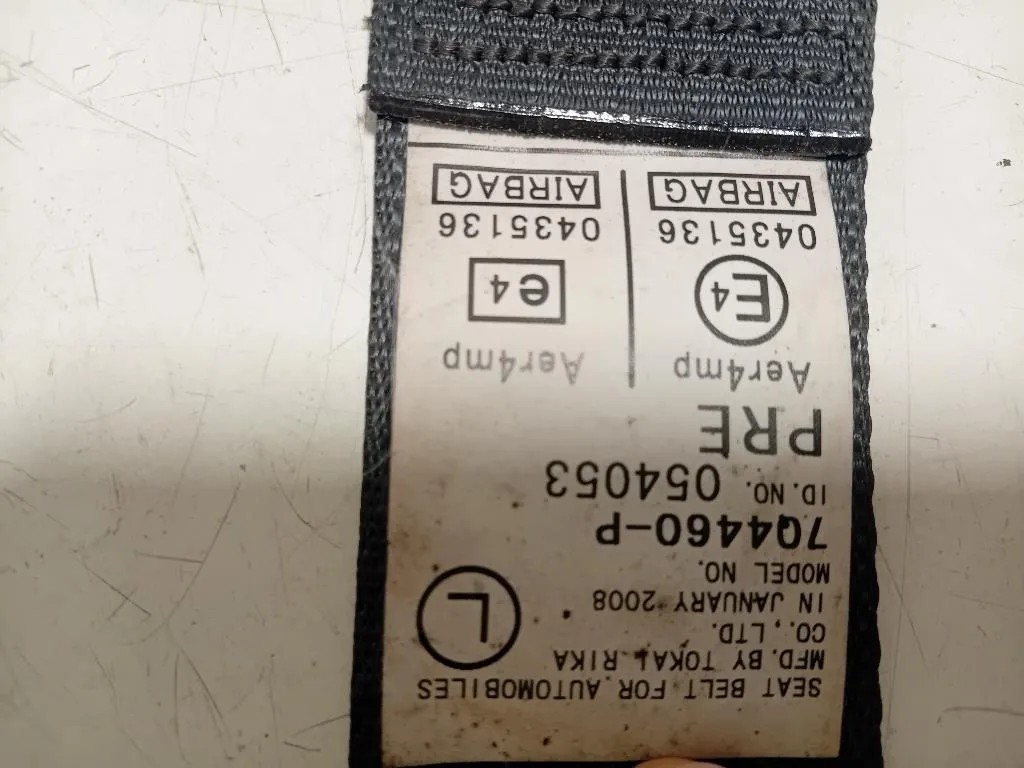 SEAT BELT FOR AUTOMOBILES
MFD. BY TOKAI RIKA
CO., LTD.
IN JANUARY 2008
L
MODEL NO.
7Q4460-P
ID. NO. 054053
PRE
Aer4mp Aer4mp
E4 e4
0435136 0435136
AIRBAG AIRBAG